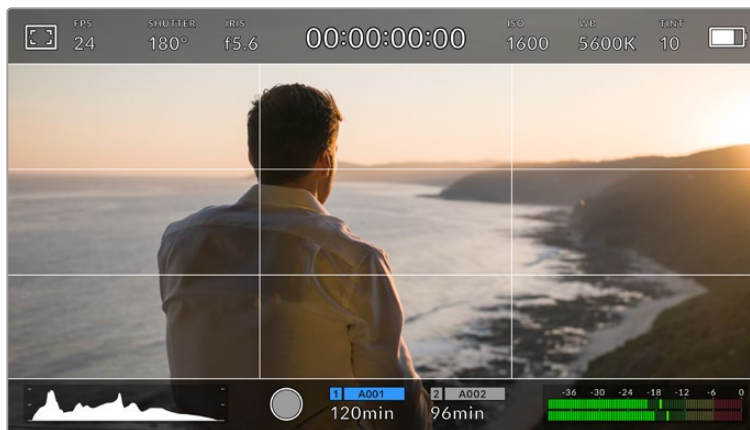 FPS SHUTTER IRIS ISO WB TINT
24 180° f5.6 00:00:00:00 1600 5600K 10
-36 -30 -24 -18 -12 -6 0
1 A001 2 A002
120min 96min